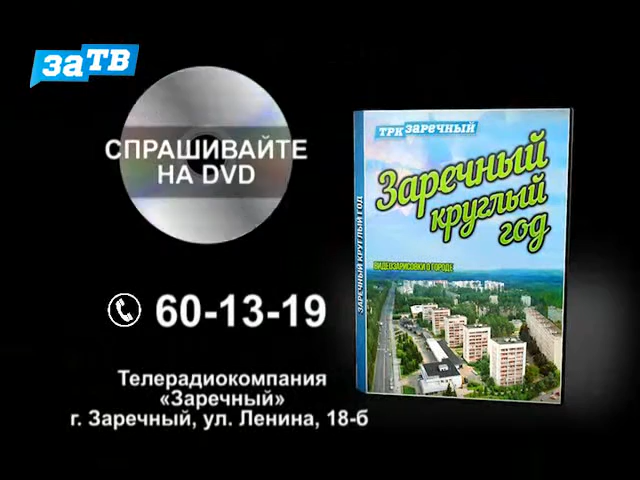 заТВ
СПРАШИВАЙТЕ
НА DVD
60-13-19
Телерадиокомпания
«Заречный»
г. Заречный, ул. Ленина, 18-б
ТРК заречный
Заречный
круглый
год
ВИДЕОЗАРИСОВКИ О ГОРОДЕ
ЗАРЕЧНЫЙ КРУГЛЫЙ ГОД